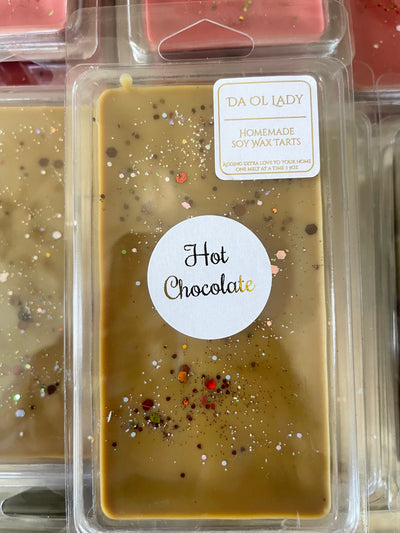 Da Ol Lady
Homemade
Soy Wax Tarts
Adding extra love to your home
one melt at a time
Hot
Chocolate